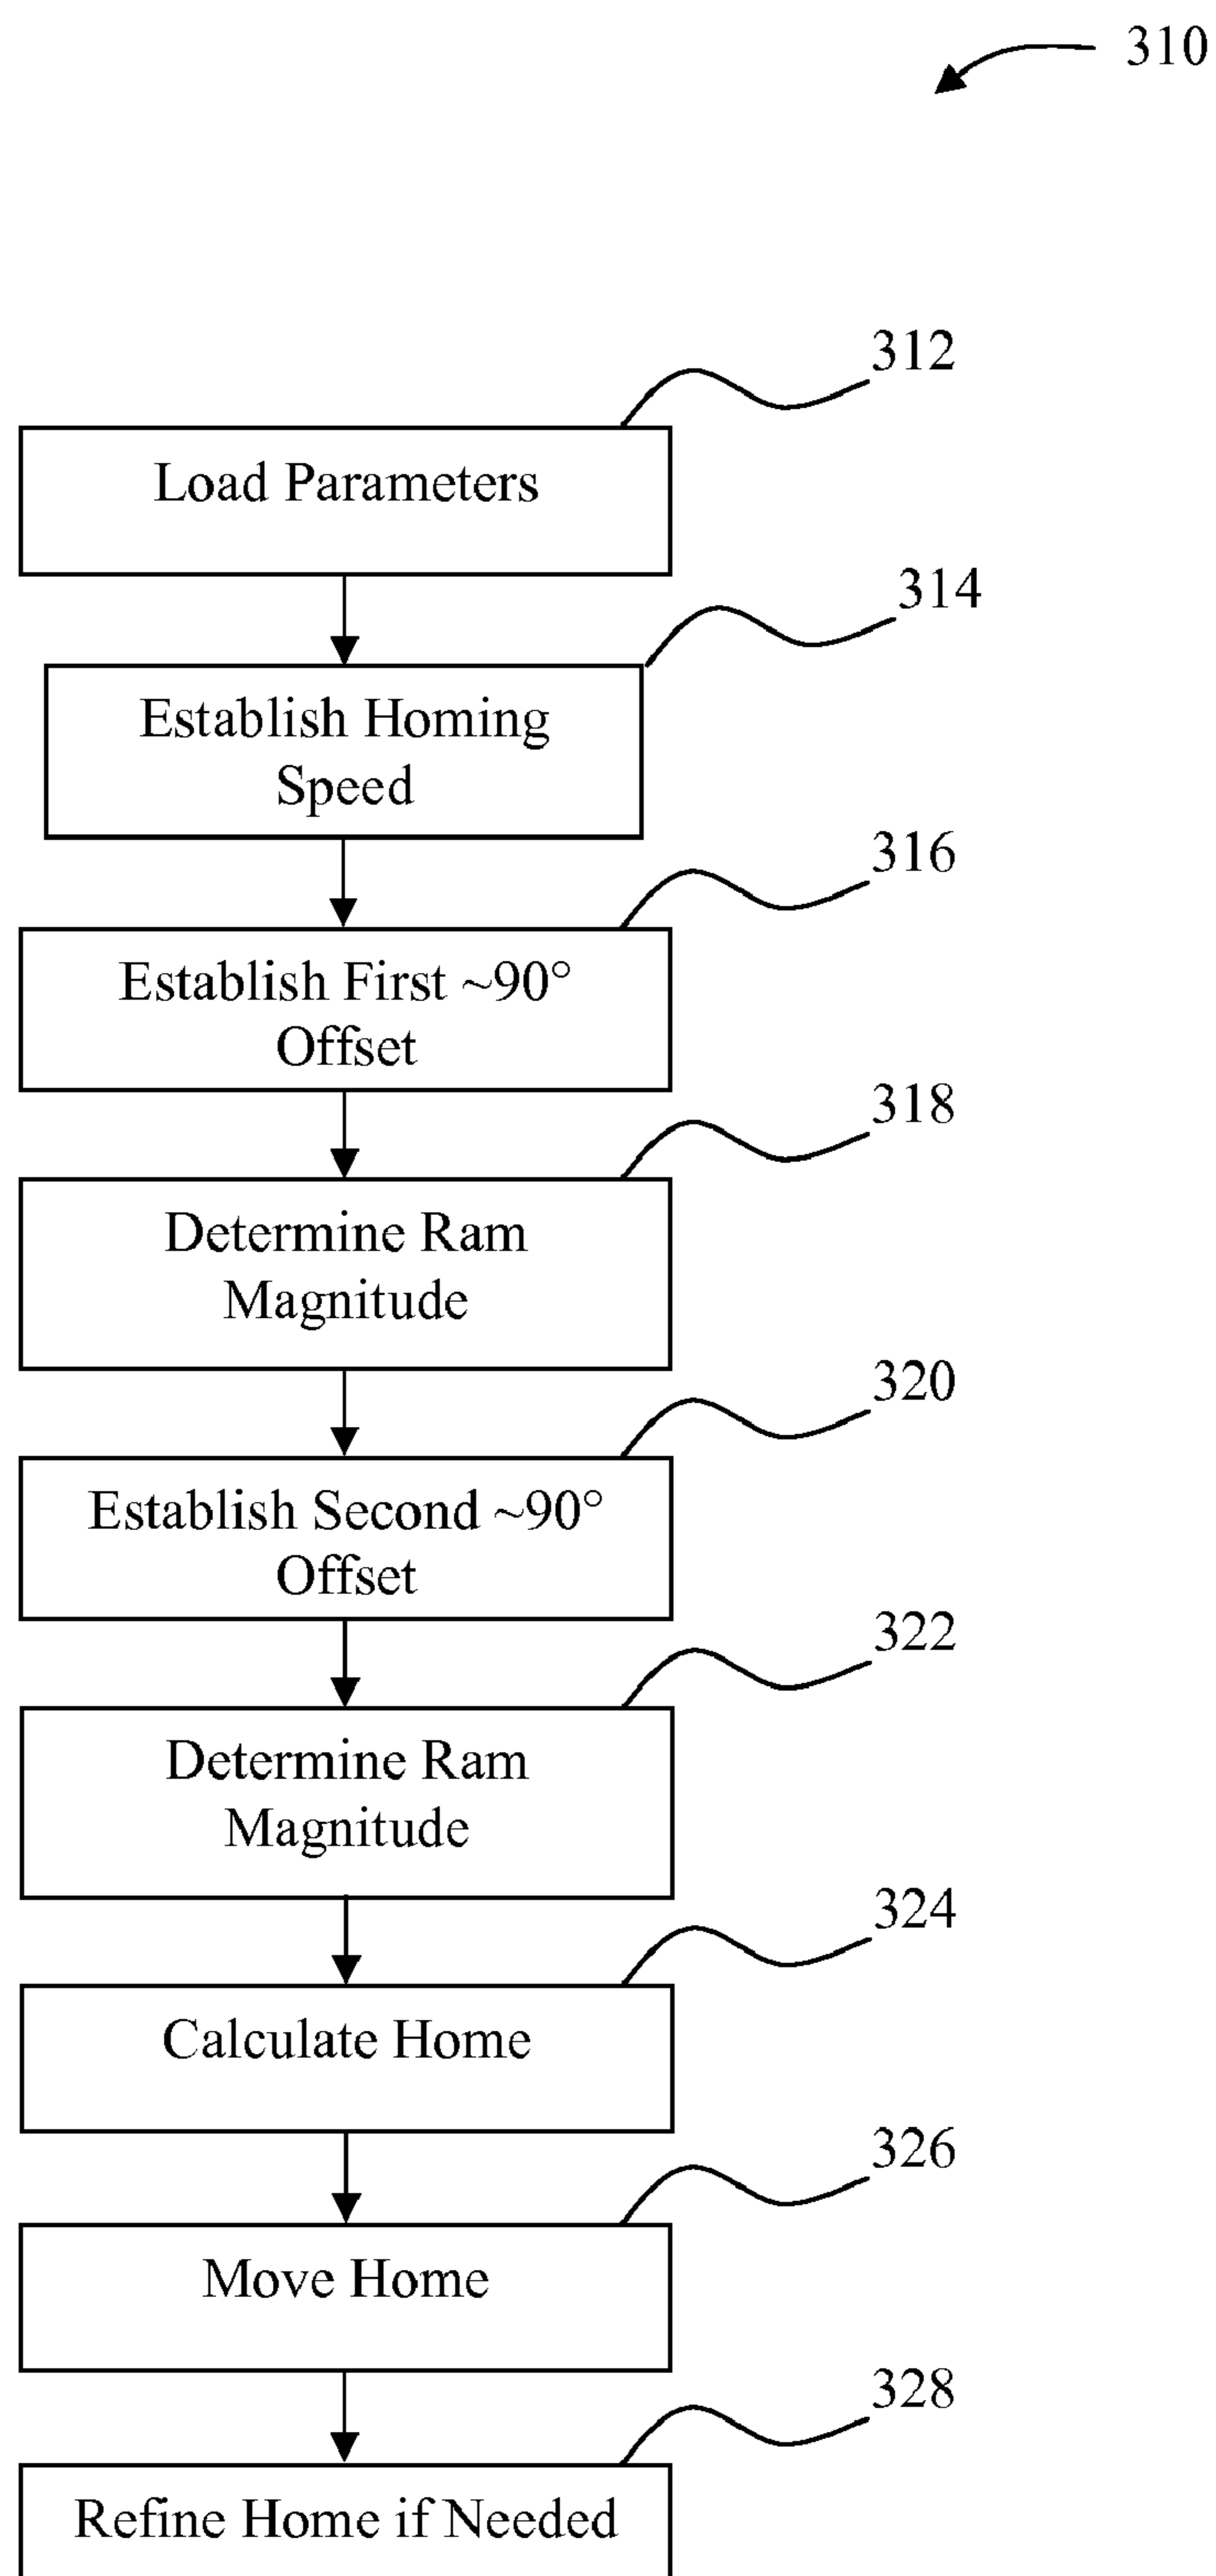 310
312
Load Parameters
314
Establish Homing
Speed
316
Establish First ~90°
Offset
318
Determine Ram
Magnitude
320
Establish Second ~90°
Offset
322
Determine Ram
Magnitude
324
Calculate Home
326
Move Home
328
Refine Home if Needed